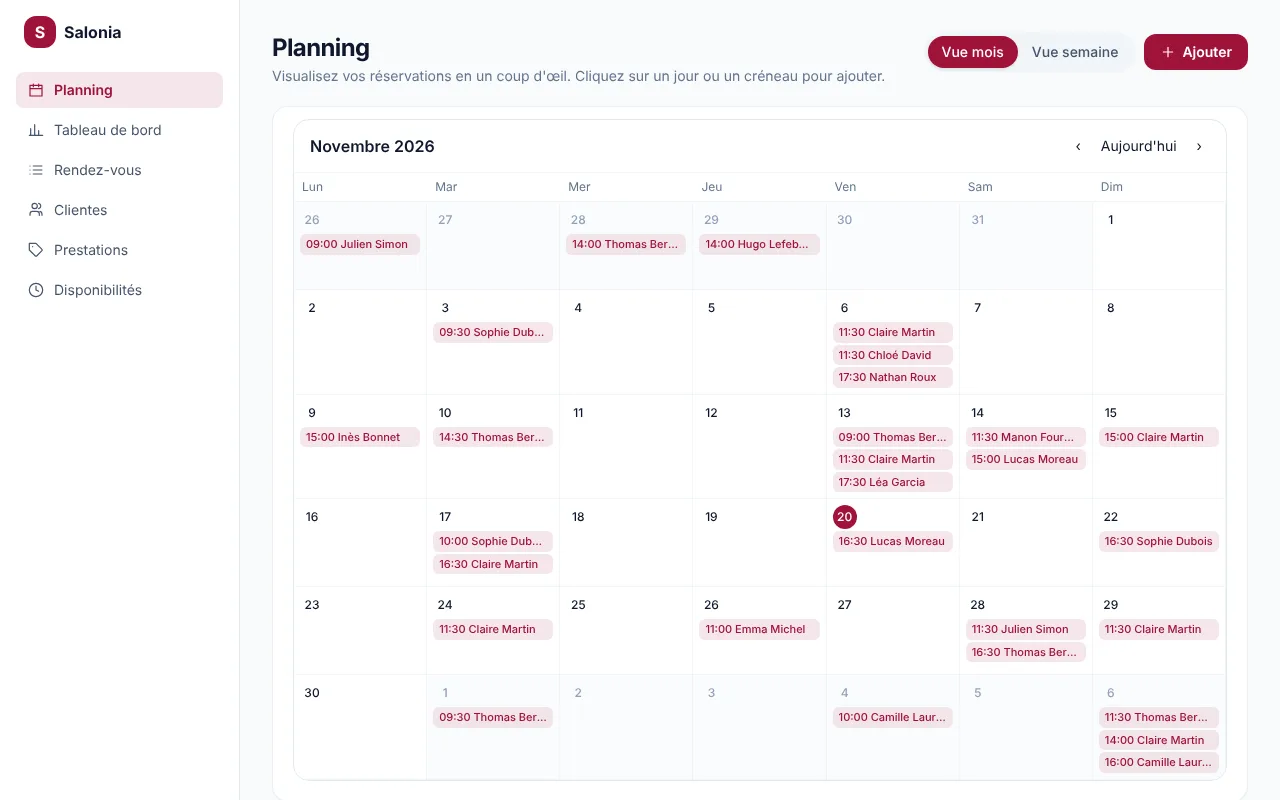 S Salonia
Planning
Tableau de bord
Rendez-vous
Clientes
Prestations
Disponibilités
Planning
Visualisez vos réservations en un coup d'œil. Cliquez sur un jour ou un créneau pour ajouter.
Vue mois Vue semaine + Ajouter
Novembre 2026 ‹ Aujourd'hui ›
Lun Mar Mer Jeu Ven Sam Dim
26 27 28 29 30 31 1
09:00 Julien Simon 14:00 Thomas Ber… 14:00 Hugo Lefeb…
2 3 4 5 6 7 8
09:30 Sophie Dub… 11:30 Claire Martin
11:30 Chloé David
17:30 Nathan Roux
9 10 11 12 13 14 15
15:00 Inès Bonnet 14:30 Thomas Ber… 09:00 Thomas Ber… 11:30 Manon Four… 15:00 Claire Martin
11:30 Claire Martin 15:00 Lucas Moreau
17:30 Léa Garcia
16 17 18 19 20 21 22
10:00 Sophie Dub… 16:30 Lucas Moreau 16:30 Sophie Dubois
16:30 Claire Martin
23 24 25 26 27 28 29
11:30 Claire Martin 11:00 Emma Michel 11:30 Julien Simon 11:30 Claire Martin
16:30 Thomas Ber…
30 1 2 3 4 5 6
09:30 Thomas Ber… 10:00 Camille Laur… 11:30 Thomas Ber…
14:00 Claire Martin
16:00 Camille Laur…